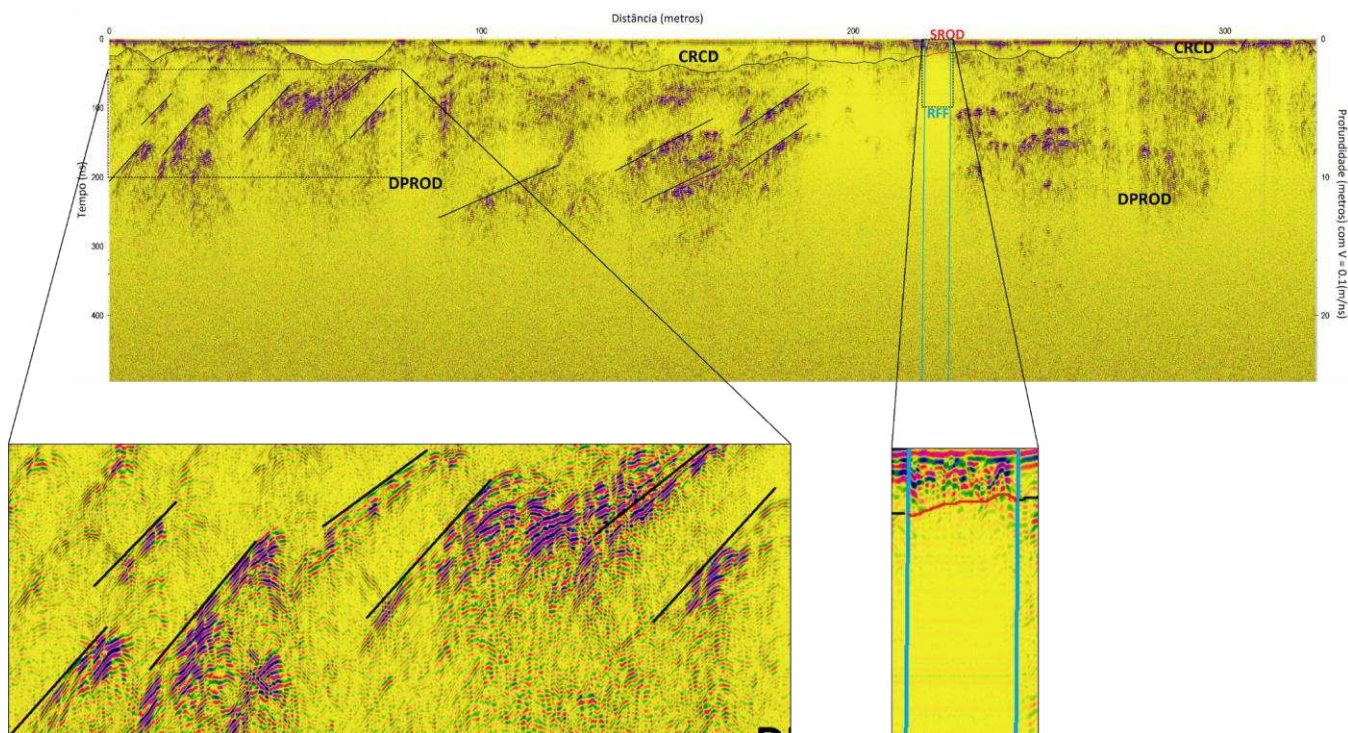 Distância (metros)
0 100 200 300
0
100
200
300
400
Tempo (ns)
0
10
20
Profundidade (metros) com V = 0.1(m/ns)
SROD
CRCD
CRCD
RFF
DPROD
DPROD